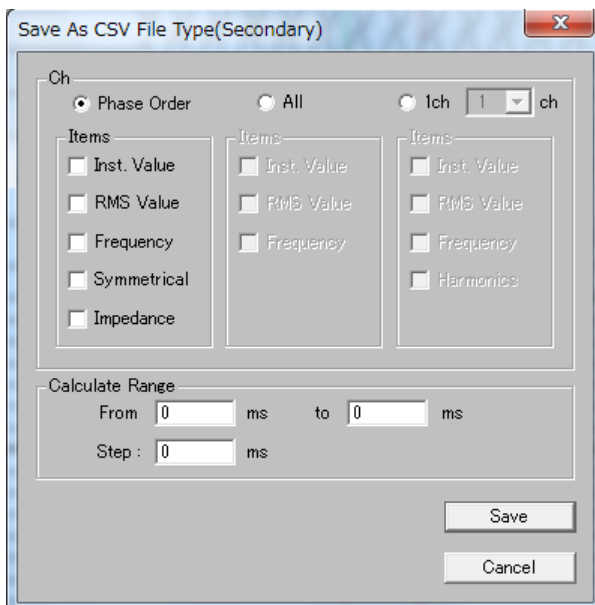 Save As CSV File Type(Secondary)
Ch
Phase Order All 1ch 1 ch
Items Items Items
Inst. Value Inst. Value Inst. Value
RMS Value RMS Value RMS Value
Frequency Frequency Frequency
Symmetrical Harmonics
Impedance
Calculate Range
From 0 ms to 0 ms
Step : 0 ms
Save
Cancel